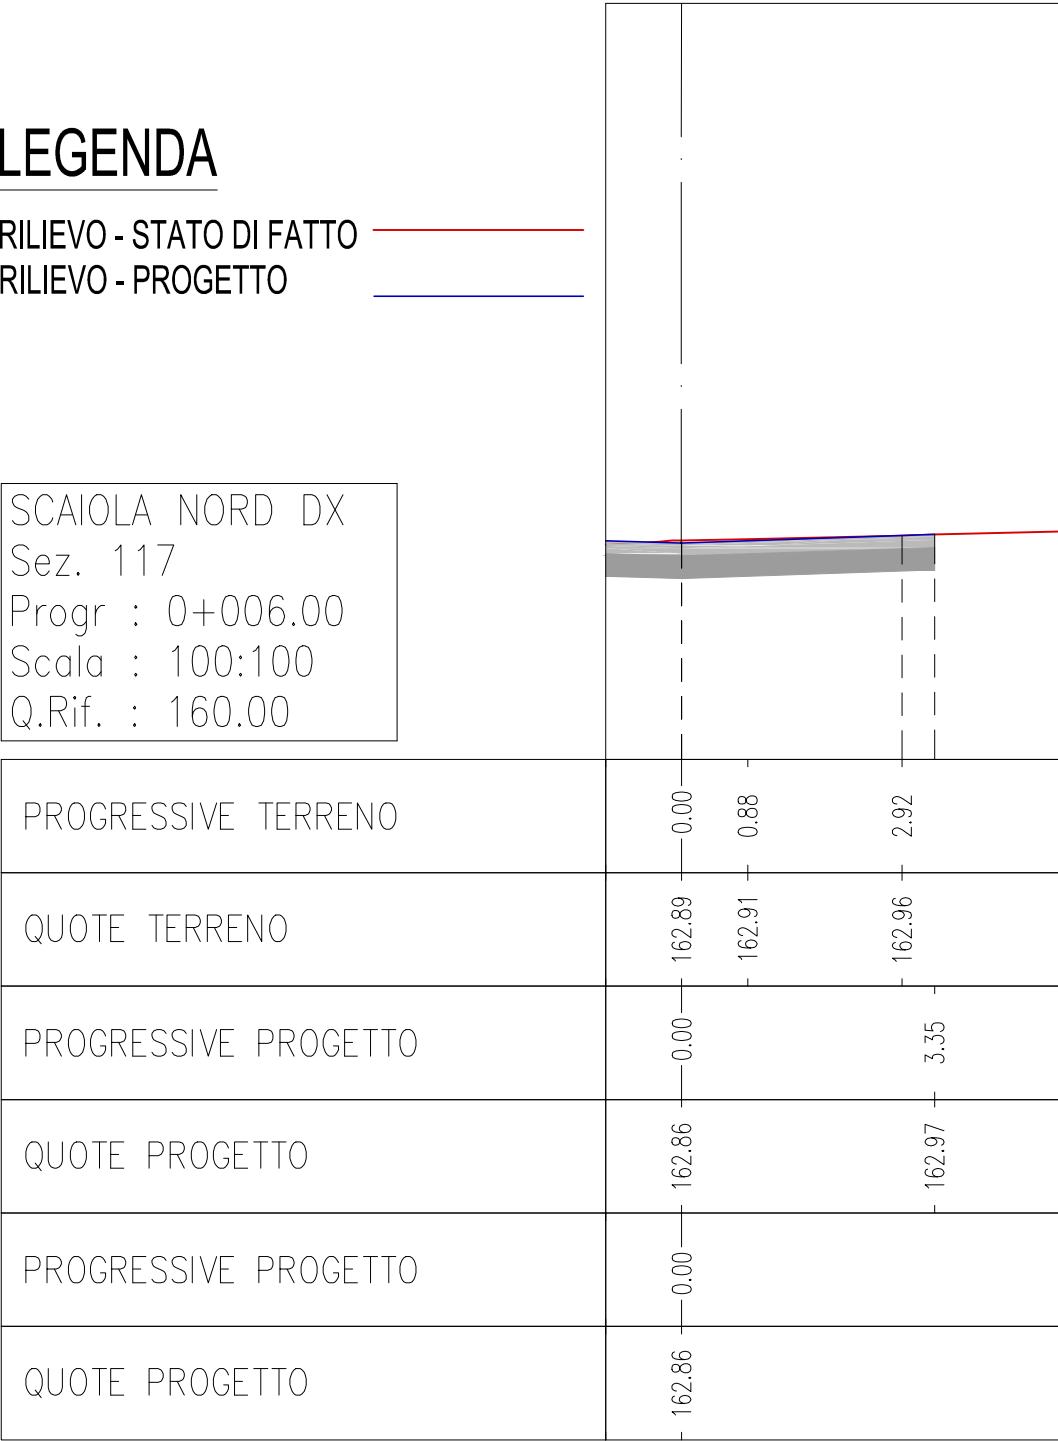 LEGENDA
RILIEVO - STATO DI FATTO
RILIEVO - PROGETTO
SCAIOLA NORD DX
Sez. 117
Progr : 0+006.00
Scala : 100:100
Q.Rif. : 160.00
PROGRESSIVE TERRENO 0.00 0.88 2.92
QUOTE TERRENO 162.89 162.91 162.96
PROGRESSIVE PROGETTO 0.00 3.35
QUOTE PROGETTO 162.86 162.97
PROGRESSIVE PROGETTO 0.00
QUOTE PROGETTO 162.86